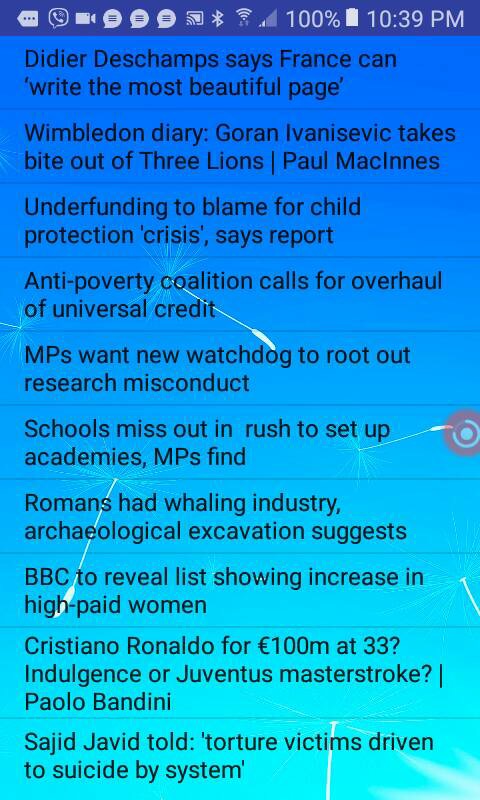 100% 10:39 PM
Didier Deschamps says France can
‘write the most beautiful page’
Wimbledon diary: Goran Ivanisevic takes
bite out of Three Lions | Paul MacInnes
Underfunding to blame for child
protection 'crisis', says report
Anti-poverty coalition calls for overhaul
of universal credit
MPs want new watchdog to root out
research misconduct
Schools miss out in  rush to set up
academies, MPs find
Romans had whaling industry,
archaeological excavation suggests
BBC to reveal list showing increase in
high-paid women
Cristiano Ronaldo for €100m at 33?
Indulgence or Juventus masterstroke? |
Paolo Bandini
Sajid Javid told: 'torture victims driven
to suicide by system'